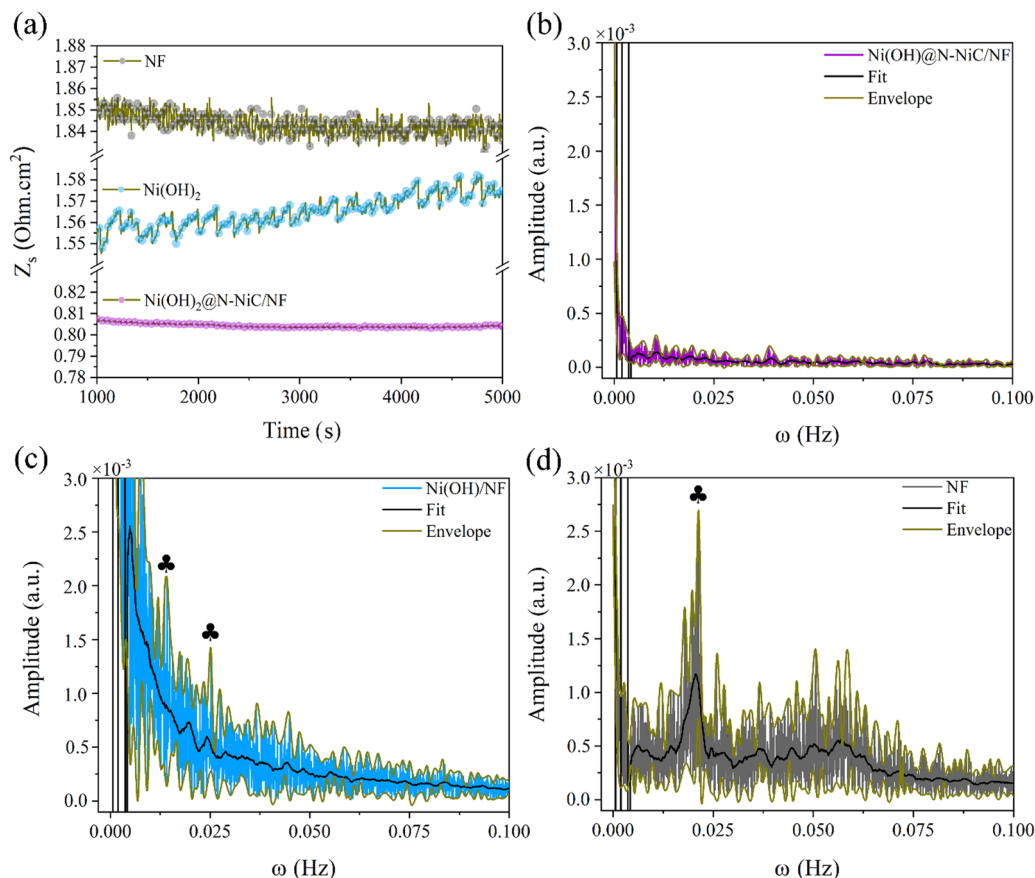 (a)
1.88
1.87
1.86
1.85
1.84
1.58
1.57
1.56
1.55
0.82
0.81
0.80
0.79
0.78
NF
Ni(OH)₂
Ni(OH)₂@N-NiC/NF
Zₛ (Ohm.cm²)
1000 2000 3000 4000 5000
Time (s)
(b)
×10⁻³
3.0
2.5
2.0
1.5
1.0
0.5
0.0
Ni(OH)@N-NiC/NF
Fit
Envelope
Amplitude (a.u.)
0.000 0.025 0.050 0.075 0.100
ω (Hz)
(c)
×10⁻³
3.0
2.5
2.0
1.5
1.0
0.5
0.0
Ni(OH)/NF
Fit
Envelope
♣
♣
Amplitude (a.u.)
0.000 0.025 0.050 0.075 0.100
ω (Hz)
(d)
×10⁻³
3.0
2.5
2.0
1.5
1.0
0.5
0.0
♣
NF
Fit
Envelope
Amplitude (a.u.)
0.000 0.025 0.050 0.075 0.100
ω (Hz)